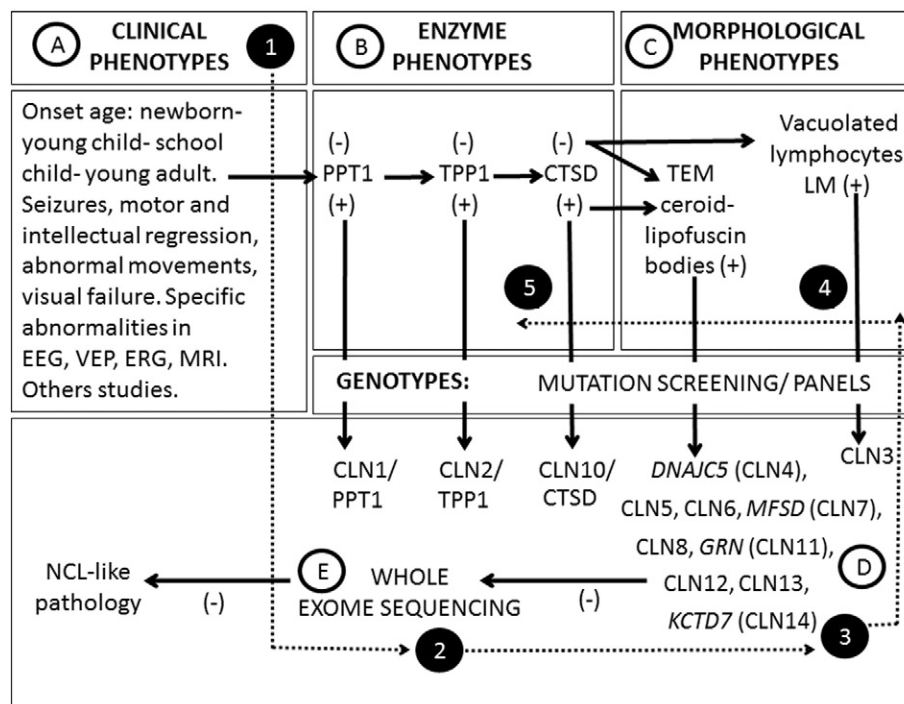 A
CLINICAL
PHENOTYPES
1
B
ENZYME
PHENOTYPES
C
MORPHOLOGICAL
PHENOTYPES
Onset age: newborn-
young child- school
child- young adult.
Seizures, motor and
intellectual regression,
abnormal movements,
visual failure. Specific
abnormalities in
EEG, VEP, ERG, MRI.
Others studies.
(-)
PPT1
(+)
(-)
TPP1
(+)
(-)
CTSD
(+)
TEM
ceroid-
lipofuscin
bodies (+)
Vacuolated
lymphocytes
LM (+)
5
4
GENOTYPES:
MUTATION SCREENING/ PANELS
CLN1/
PPT1
CLN2/
TPP1
CLN10/
CTSD
DNAJC5 (CLN4),
CLN5, CLN6, MFSD (CLN7),
CLN8, GRN (CLN11),
CLN12, CLN13,
KCTD7 (CLN14)
CLN3
D
(-)
E
WHOLE
EXOME SEQUENCING
(-)
NCL-like
pathology
2
3